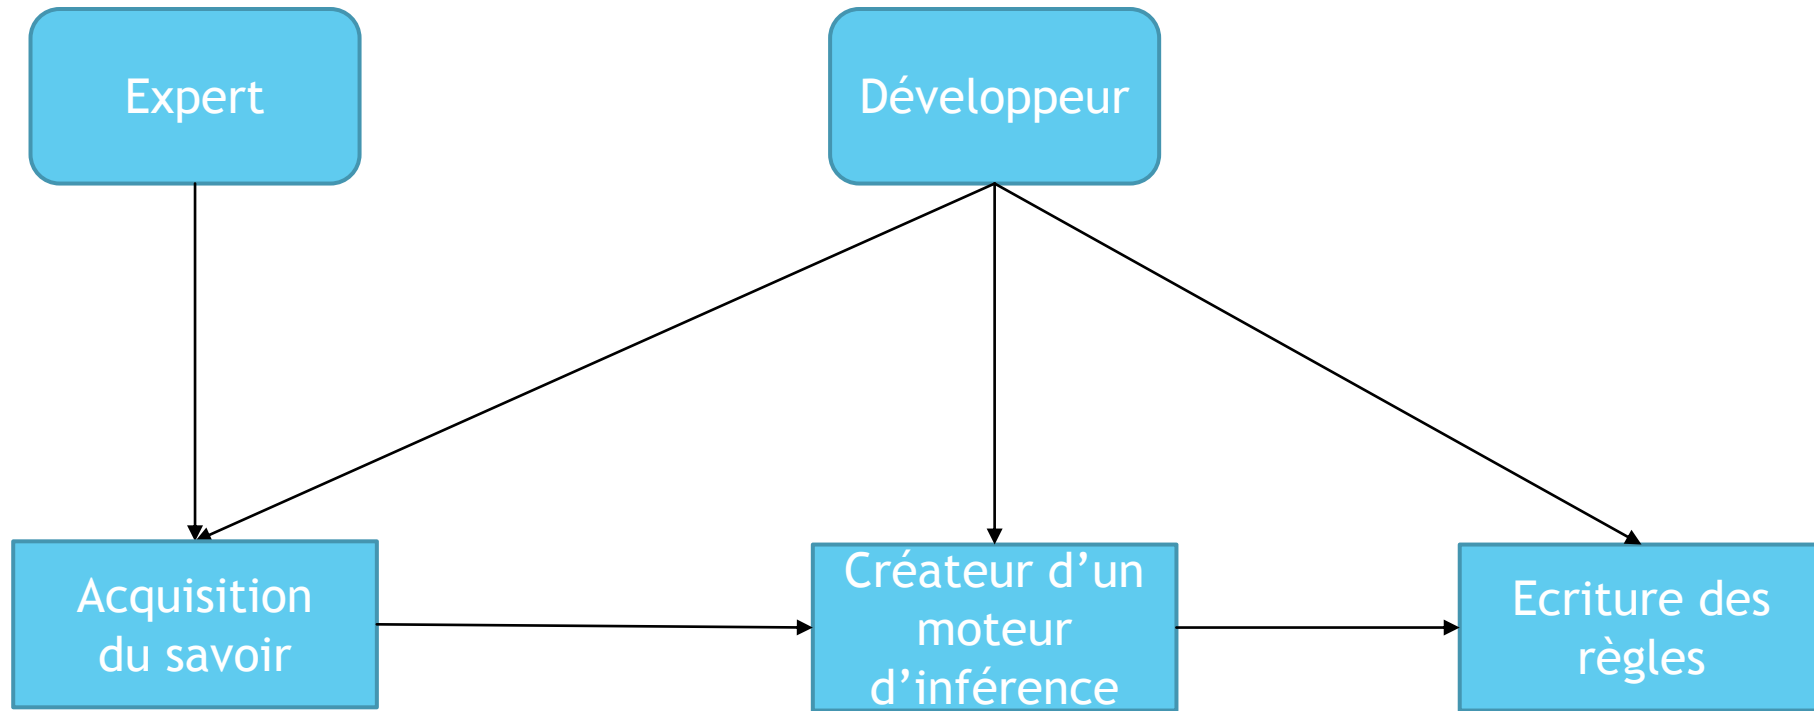 Expert
Développeur
Acquisition
du savoir
Créateur d’un
moteur
d’inférence
Ecriture des
règles